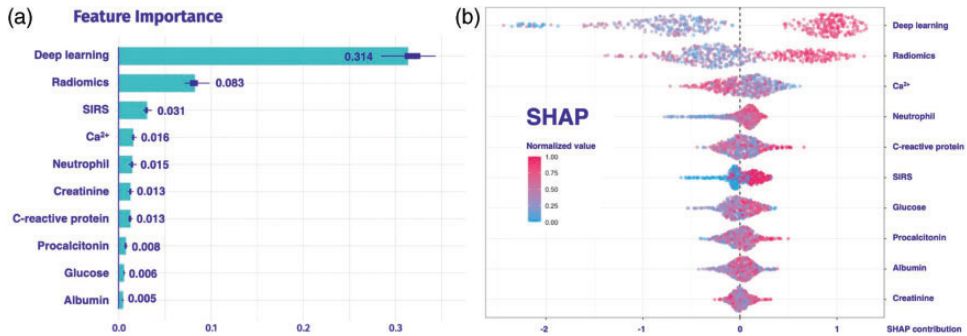 (a)
Feature Importance
Deep learning 0.314
Radiomics 0.083
SIRS 0.031
Ca²⁺ 0.016
Neutrophil 0.015
Creatinine 0.013
C-reactive protein 0.013
Procalcitonin 0.008
Glucose 0.006
Albumin 0.005
0.0 0.1 0.2 0.3
(b)
Deep learning
Radiomics
Ca²⁺
Neutrophil
C-reactive protein
SIRS
Glucose
Procalcitonin
Albumin
Creatinine
SHAP
Normalized value
1.00
0.75
0.50
0.25
0.00
-2 -1 0 1
SHAP contribution